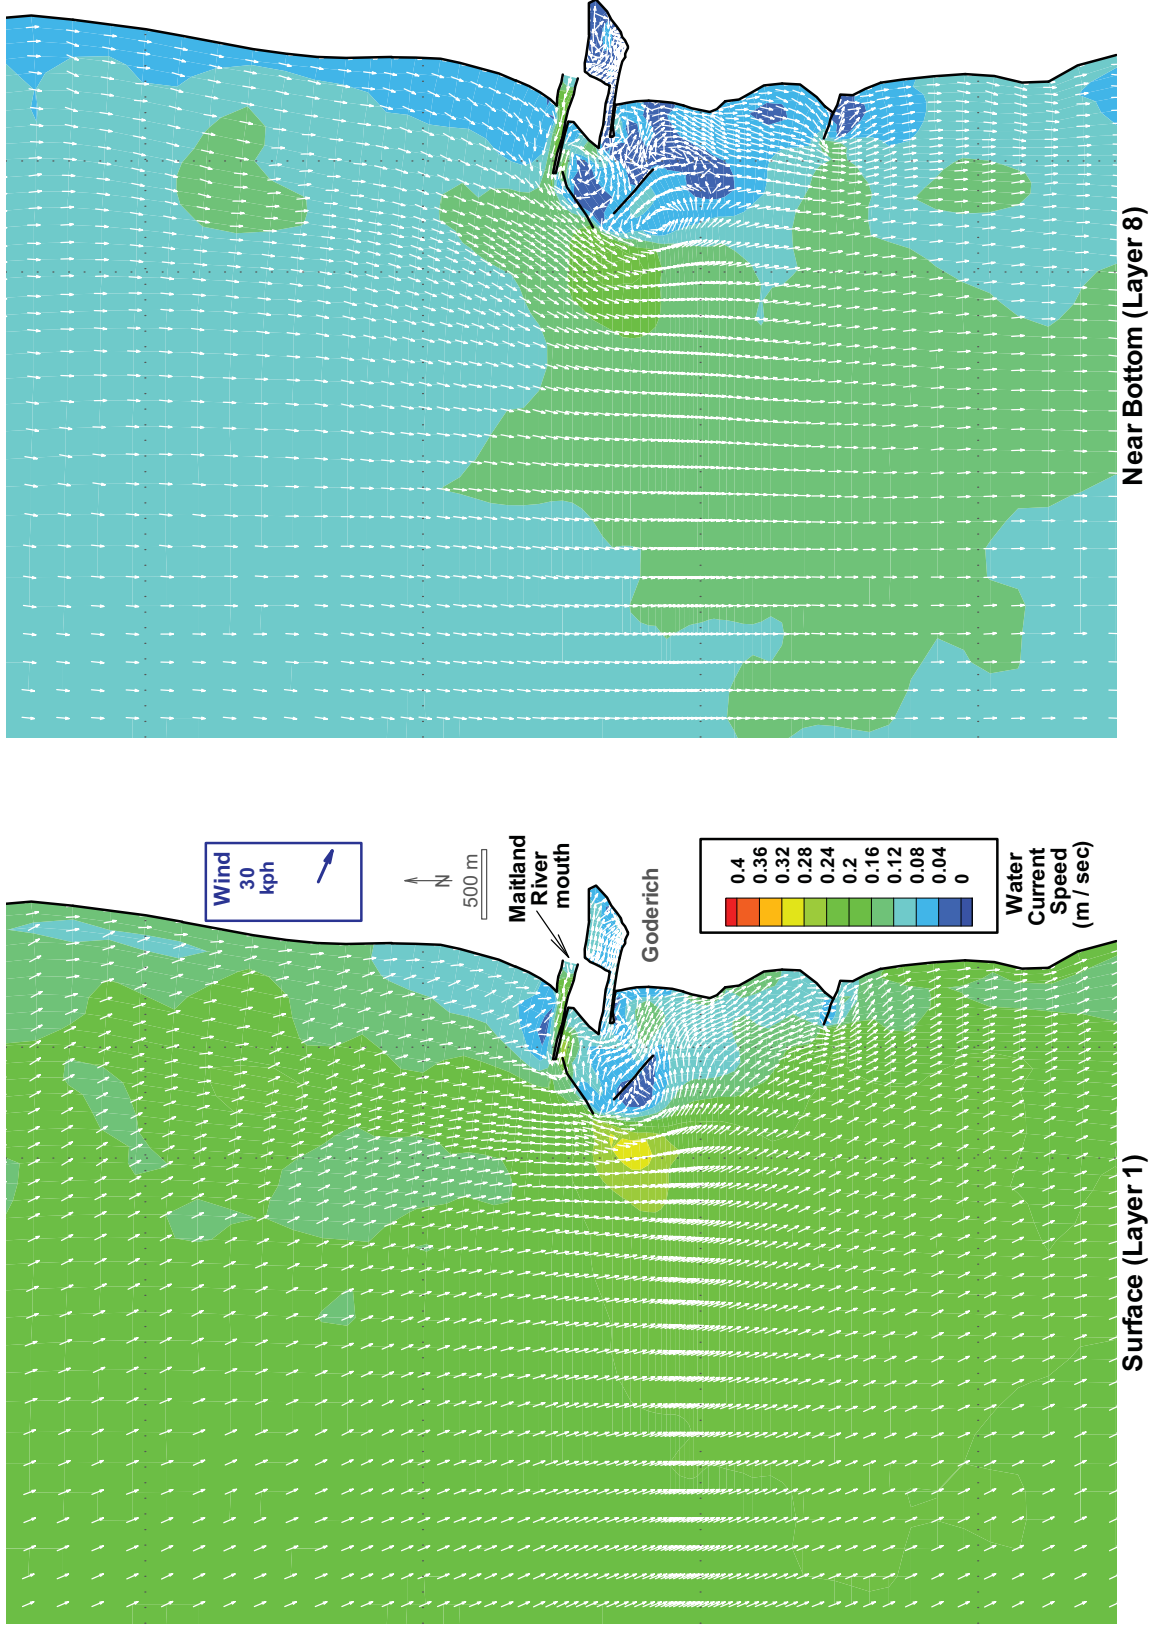 Wind
30
kph
N
500 m
Maitland
River
mouth
Goderich
0.4
0.36
0.32
0.28
0.24
0.2
0.16
0.12
0.08
0.04
0
Water
Current
Speed
(m / sec)
Surface (Layer 1)
Near Bottom (Layer 8)